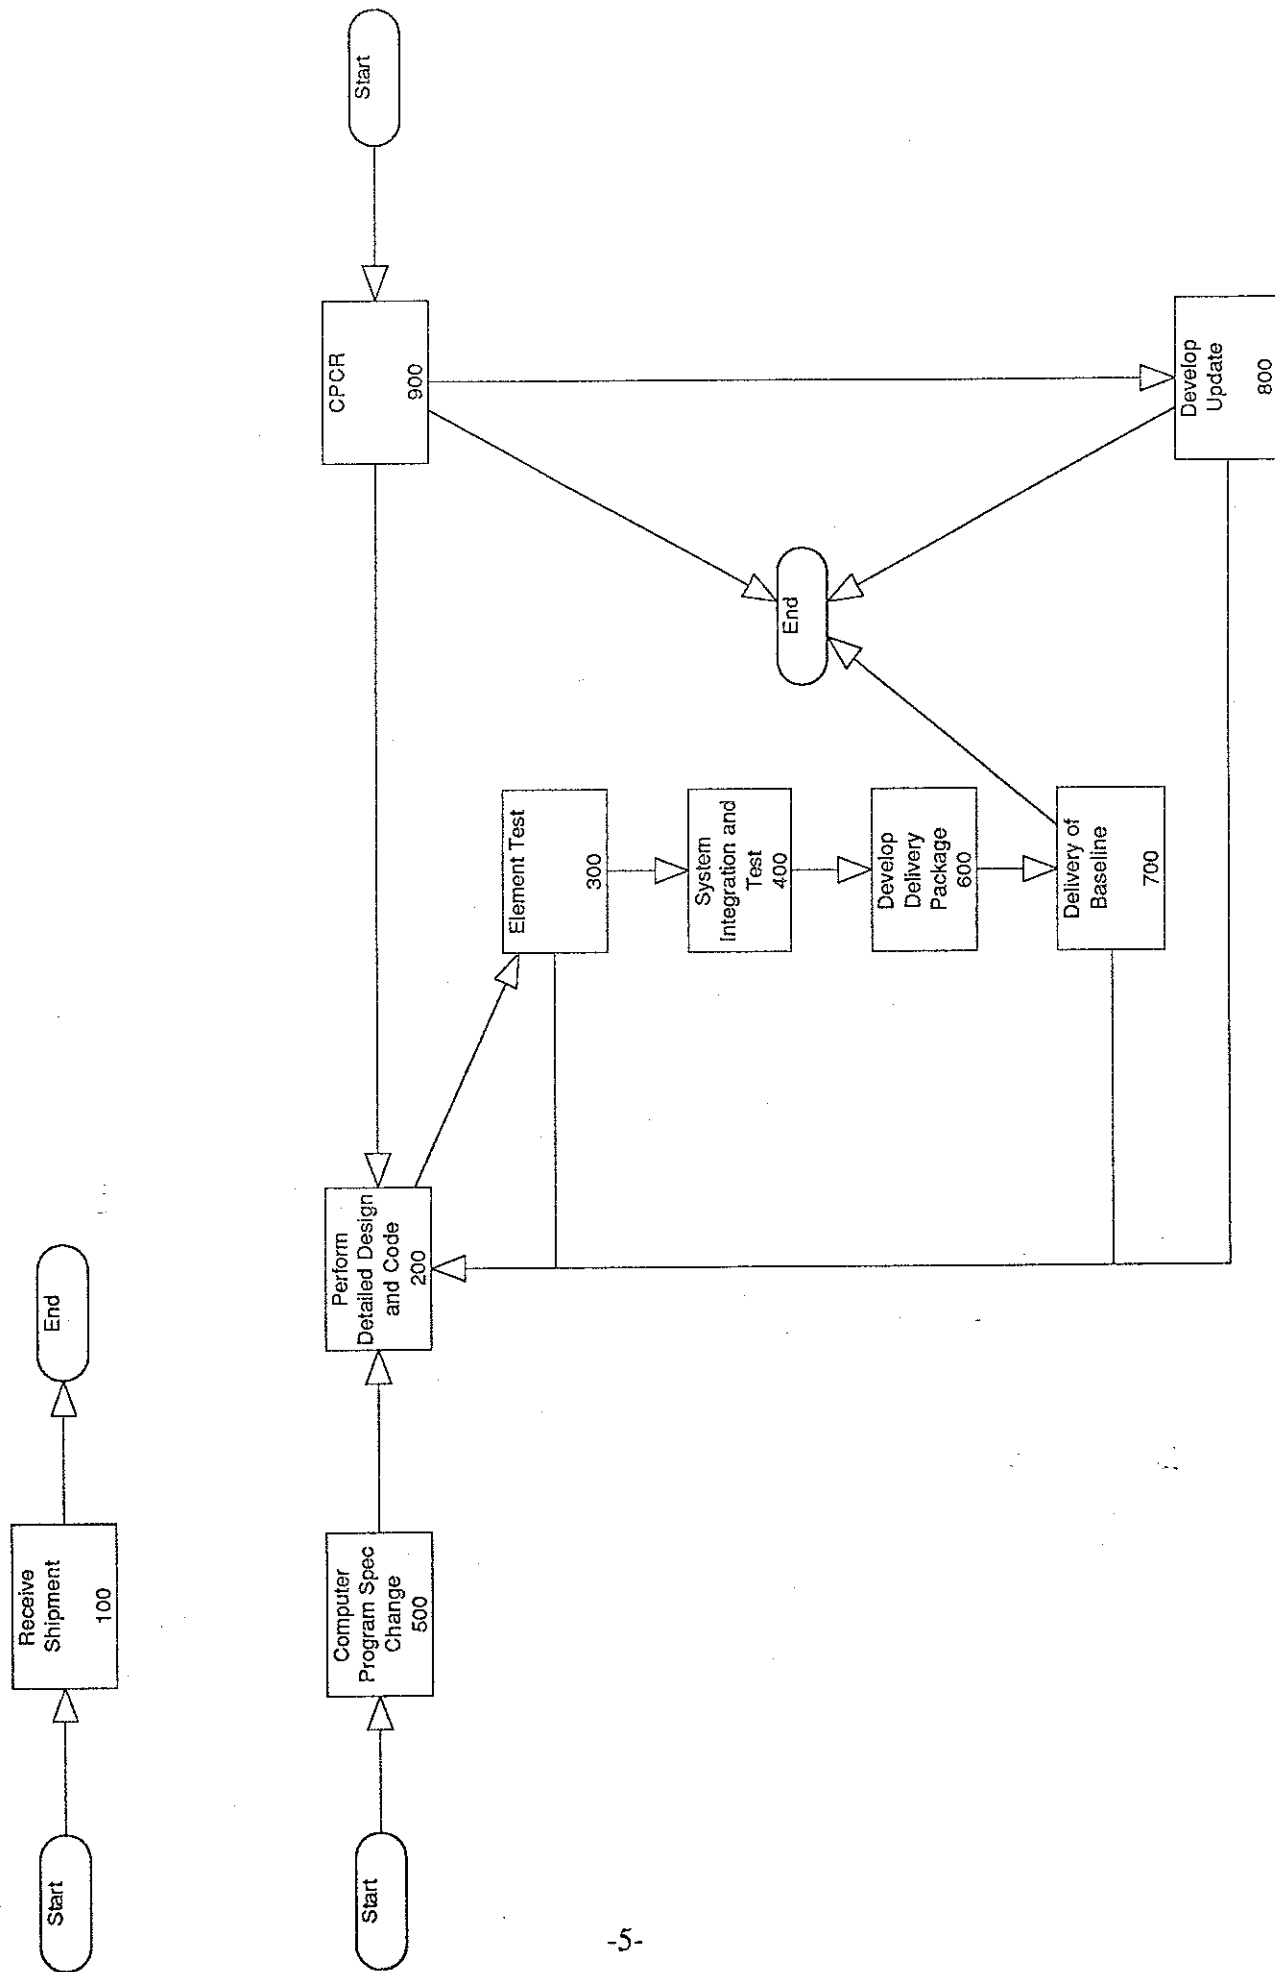 Start
Receive
Shipment
100
End
Start
Computer
Program Spec
Change
500
Perform
Detailed Design
and Code
200
CPCR
900
Start
Element Test
300
System
Integration and
Test
400
Develop
Delivery
Package
600
Delivery of
Baseline
700
End
Develop
Update
800
-5-